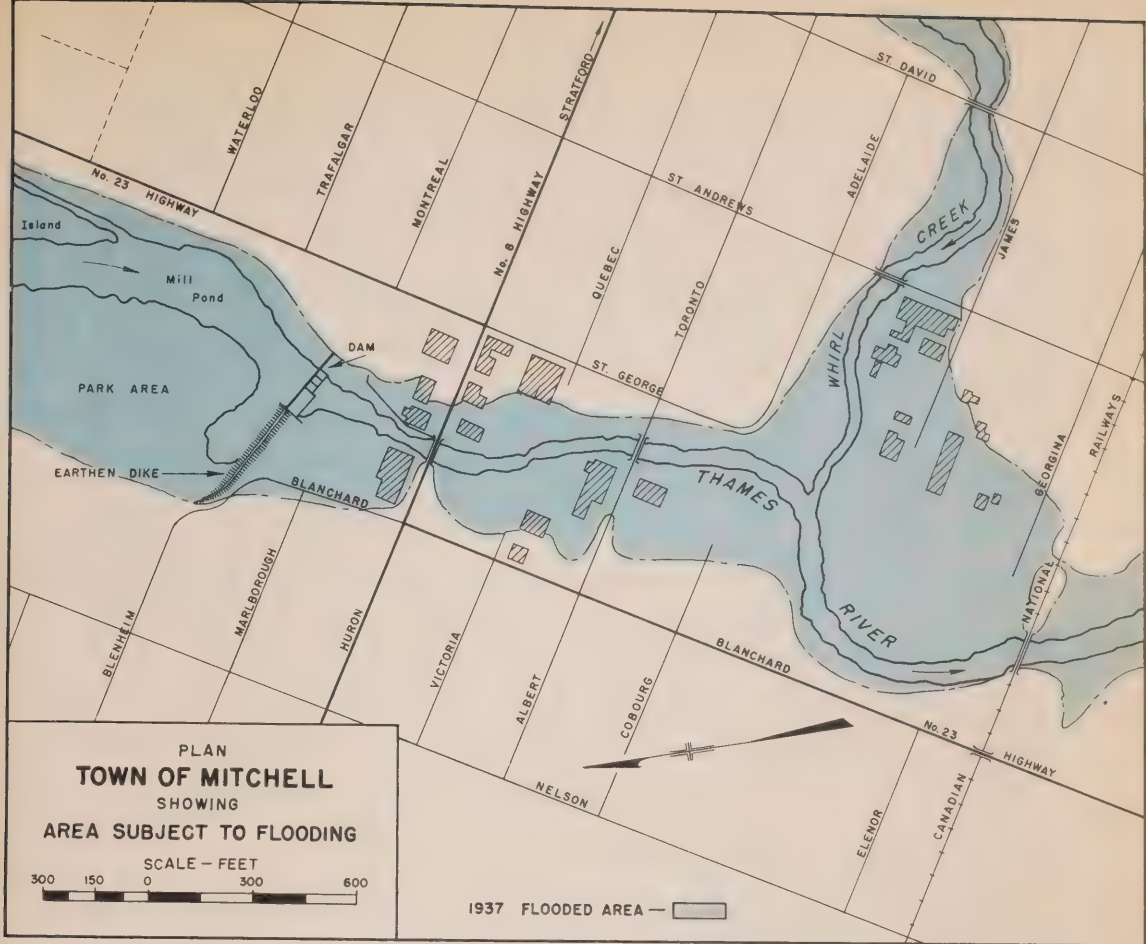 ST. DAVID
STRATFORD
WATERLOO
TRAFALGAR
MONTREAL
ADELAIDE
No. 23 HIGHWAY
ST ANDREWS
No. 8 HIGHWAY
QUEBEC
TORONTO
CREEK
JAMES
Island
Mill
Pond
WHIRL
DAM
ST. GEORGE
PARK AREA
RAILWAYS
GEORGINA
EARTHEN DIKE
BLANCHARD
THAMES
NATIONAL
RIVER
BLENHEIM
MARLBOROUGH
HURON
VICTORIA
ALBERT
COBOURG
BLANCHARD
No. 23
HIGHWAY
NELSON
ELENOR
CANADIAN
PLAN
TOWN OF MITCHELL
SHOWING
AREA SUBJECT TO FLOODING
SCALE – FEET
300 150 0 300 600
1937 FLOODED AREA —